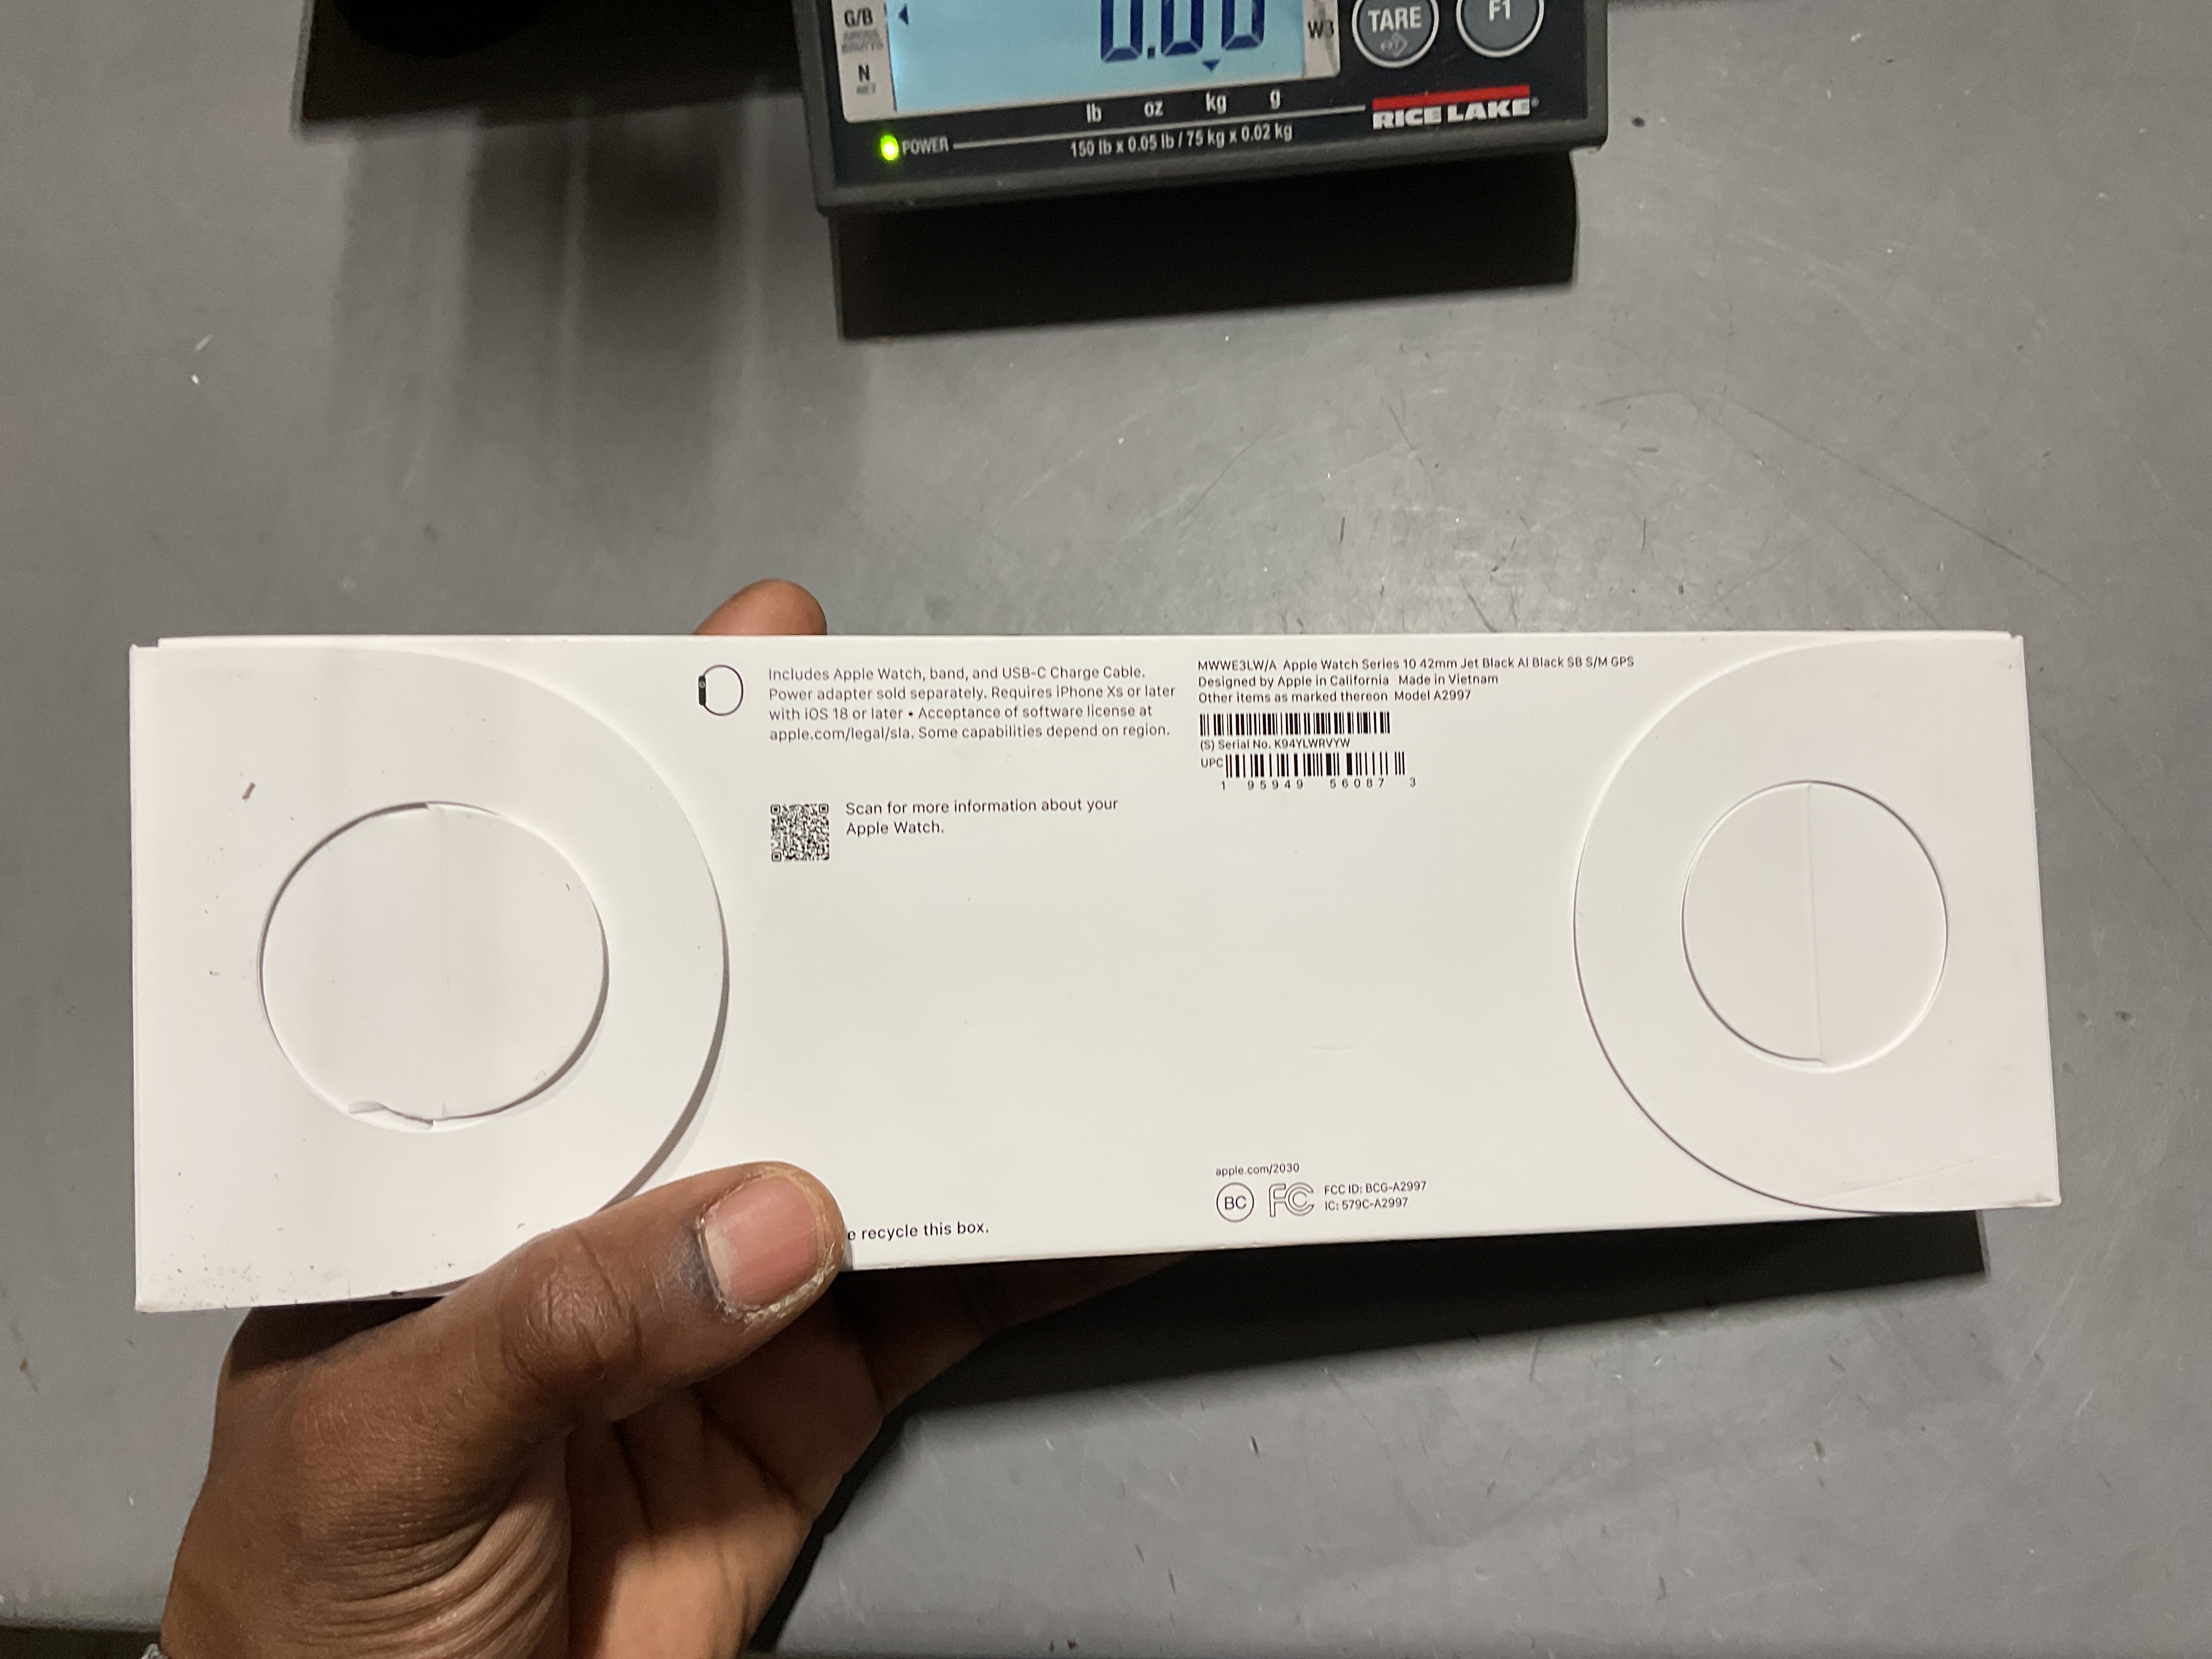 G/B
N
NET
0.00
W3
TARE
F1
lb oz kg g
RICE LAKE®
POWER
150 lb x 0.05 lb / 75 kg x 0.02 kg
Includes Apple Watch, band, and USB-C Charge Cable.
Power adapter sold separately. Requires iPhone Xs or later
with iOS 18 or later • Acceptance of software license at
apple.com/legal/sla. Some capabilities depend on region.
Scan for more information about your
Apple Watch.
e recycle this box.
MWWE3LW/A Apple Watch Series 10 42mm Jet Black Al Black SB S/M GPS
Designed by Apple in California Made in Vietnam
Other items as marked thereon Model A2997
(S) Serial No. K94YLWRVYW
UPC
1 95949 56087 3
apple.com/2030
BC FC
FCC ID: BCG-A2997
IC: 579C-A2997